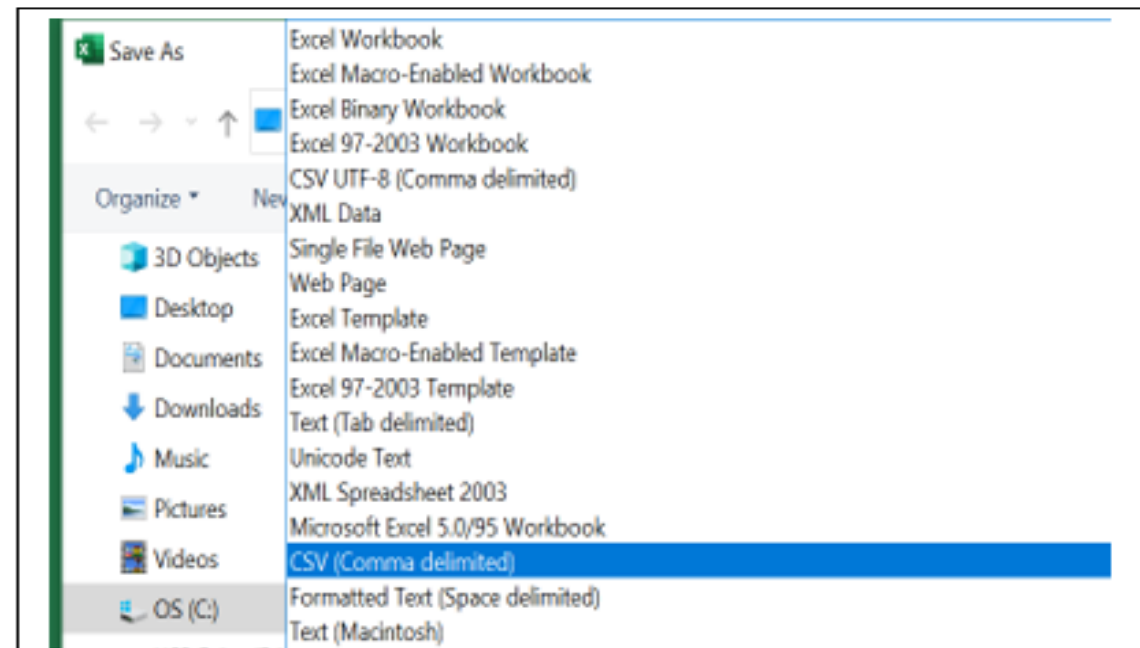 Save As
Organize
New
3D Objects
Desktop
Documents
Downloads
Music
Pictures
Videos
OS (C:)
Excel Workbook
Excel Macro-Enabled Workbook
Excel Binary Workbook
Excel 97-2003 Workbook
CSV UTF-8 (Comma delimited)
XML Data
Single File Web Page
Web Page
Excel Template
Excel Macro-Enabled Template
Excel 97-2003 Template
Text (Tab delimited)
Unicode Text
XML Spreadsheet 2003
Microsoft Excel 5.0/95 Workbook
CSV (Comma delimited)
Formatted Text (Space delimited)
Text (Macintosh)